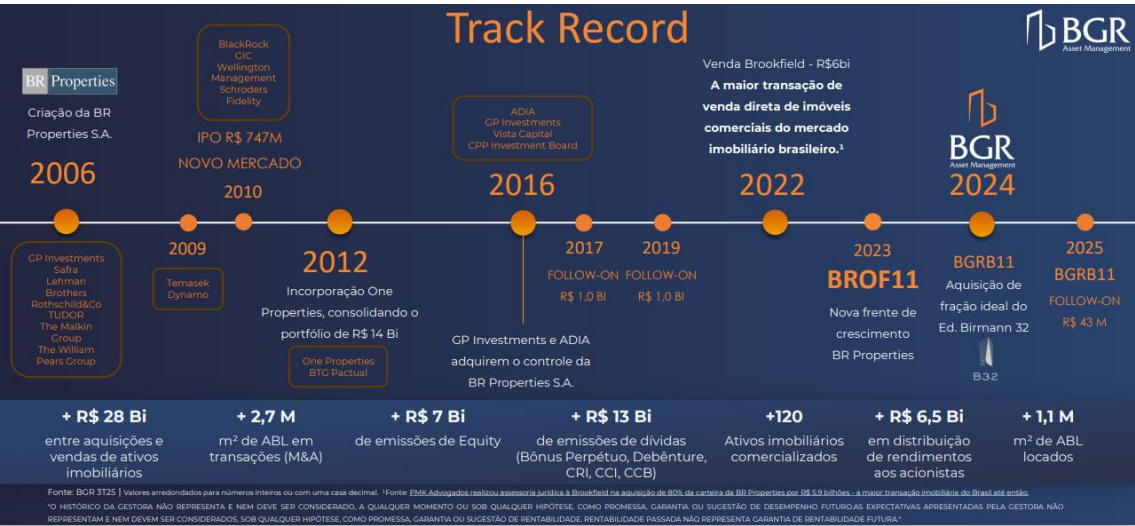 Track Record
BGR
Asset Management
BR Properties
Criação da BR
Properties S.A.
2006
GP Investments
Safra
Lehman
Brothers
Rothschild&Co
TUDOR
The Malkin
Group
The William
Pears Group
2009
Temasek
Dynamo
BlackRock
GIC
Wellington
Management
Schroders
Fidelity
IPO R$ 747M
NOVO MERCADO
2010
2012
Incorporação One
Properties, consolidando o
portfólio de R$ 14 Bi
One Properties
BTG Pactual
ADIA
GP Investments
Vista Capital
CPP Investment Board
2016
GP Investments e ADIA
adquirem o controle da
BR Properties S.A.
2017
FOLLOW-ON
R$ 1,0 BI
2019
FOLLOW-ON
R$ 1,0 BI
Venda Brookfield - R$6bi
A maior transação de
venda direta de imóveis
comerciais do mercado
imobiliário brasileiro.¹
2022
2023
BROF11
Nova frente de
crescimento
BR Properties
BGR
Asset Management
2024
BGRB11
Aquisição de
fração ideal do
Ed. Birmann 32
B32
2025
BGRB11
FOLLOW-ON
R$ 43 M
+ R$ 28 Bi
entre aquisições e
vendas de ativos
imobiliários
+ 2,7 M
m² de ABL em
transações (M&A)
+ R$ 7 Bi
de emissões de Equity
+ R$ 13 Bi
de emissões de dívidas
(Bônus Perpétuo, Debênture,
CRI, CCI, CCB)
+120
Ativos imobiliários
comercializados
+ R$ 6,5 Bi
em distribução
de rendimentos
aos acionistas
+ 1,1 M
m² de ABL
locados
Fonte: BGR 3T25 | Valores arredondados para números inteiros ou com uma casa decimal. ¹Fonte: PMK Advogados realizou assessoria jurídica à Brookfield na aquisição de 80% da carteira da BR Properties por R$ 5,9 bilhões - a maior transação imobiliária do Brasil até então.
"O HISTÓRICO DA GESTORA NÃO REPRESENTA E NEM DEVE SER CONSIDERADO, A QUALQUER MOMENTO OU SOB QUALQUER HIPÓTESE, COMO PROMESSA, GARANTIA OU SUGESTÃO DE DESEMPENHO FUTURO.AS EXPECTATIVAS APRESENTADAS PELA GESTORA NÃO
REPRESENTAM E NEM DEVEM SER CONSIDERADOS, SOB QUALQUER HIPÓTESE, COMO PROMESSA, GARANTIA OU SUGESTÃO DE RENTABILIDADE. RENTABILIDADE PASSADA NÃO REPRESENTA GARANTIA DE RENTABILIDADE FUTURA."